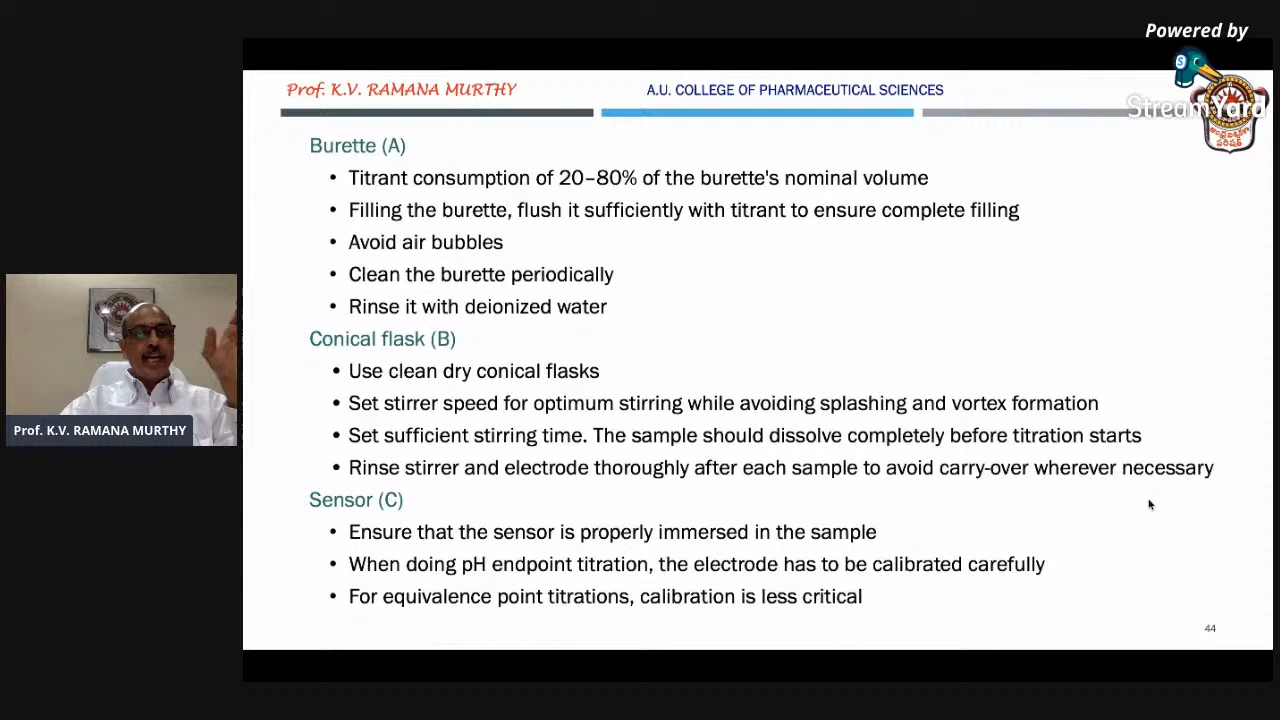 Powered by
StreamYard
Prof. K.V. RAMANA MURTHY
A.U. COLLEGE OF PHARMACEUTICAL SCIENCES
Burette (A)
• Titrant consumption of 20–80% of the burette's nominal volume
• Filling the burette, flush it sufficiently with titrant to ensure complete filling
• Avoid air bubbles
• Clean the burette periodically
• Rinse it with deionized water
Conical flask (B)
• Use clean dry conical flasks
• Set stirrer speed for optimum stirring while avoiding splashing and vortex formation
• Set sufficient stirring time. The sample should dissolve completely before titration starts
• Rinse stirrer and electrode thoroughly after each sample to avoid carry-over wherever necessary
Sensor (C)
• Ensure that the sensor is properly immersed in the sample
• When doing pH endpoint titration, the electrode has to be calibrated carefully
• For equivalence point titrations, calibration is less critical
44
Prof. K.V. RAMANA MURTHY